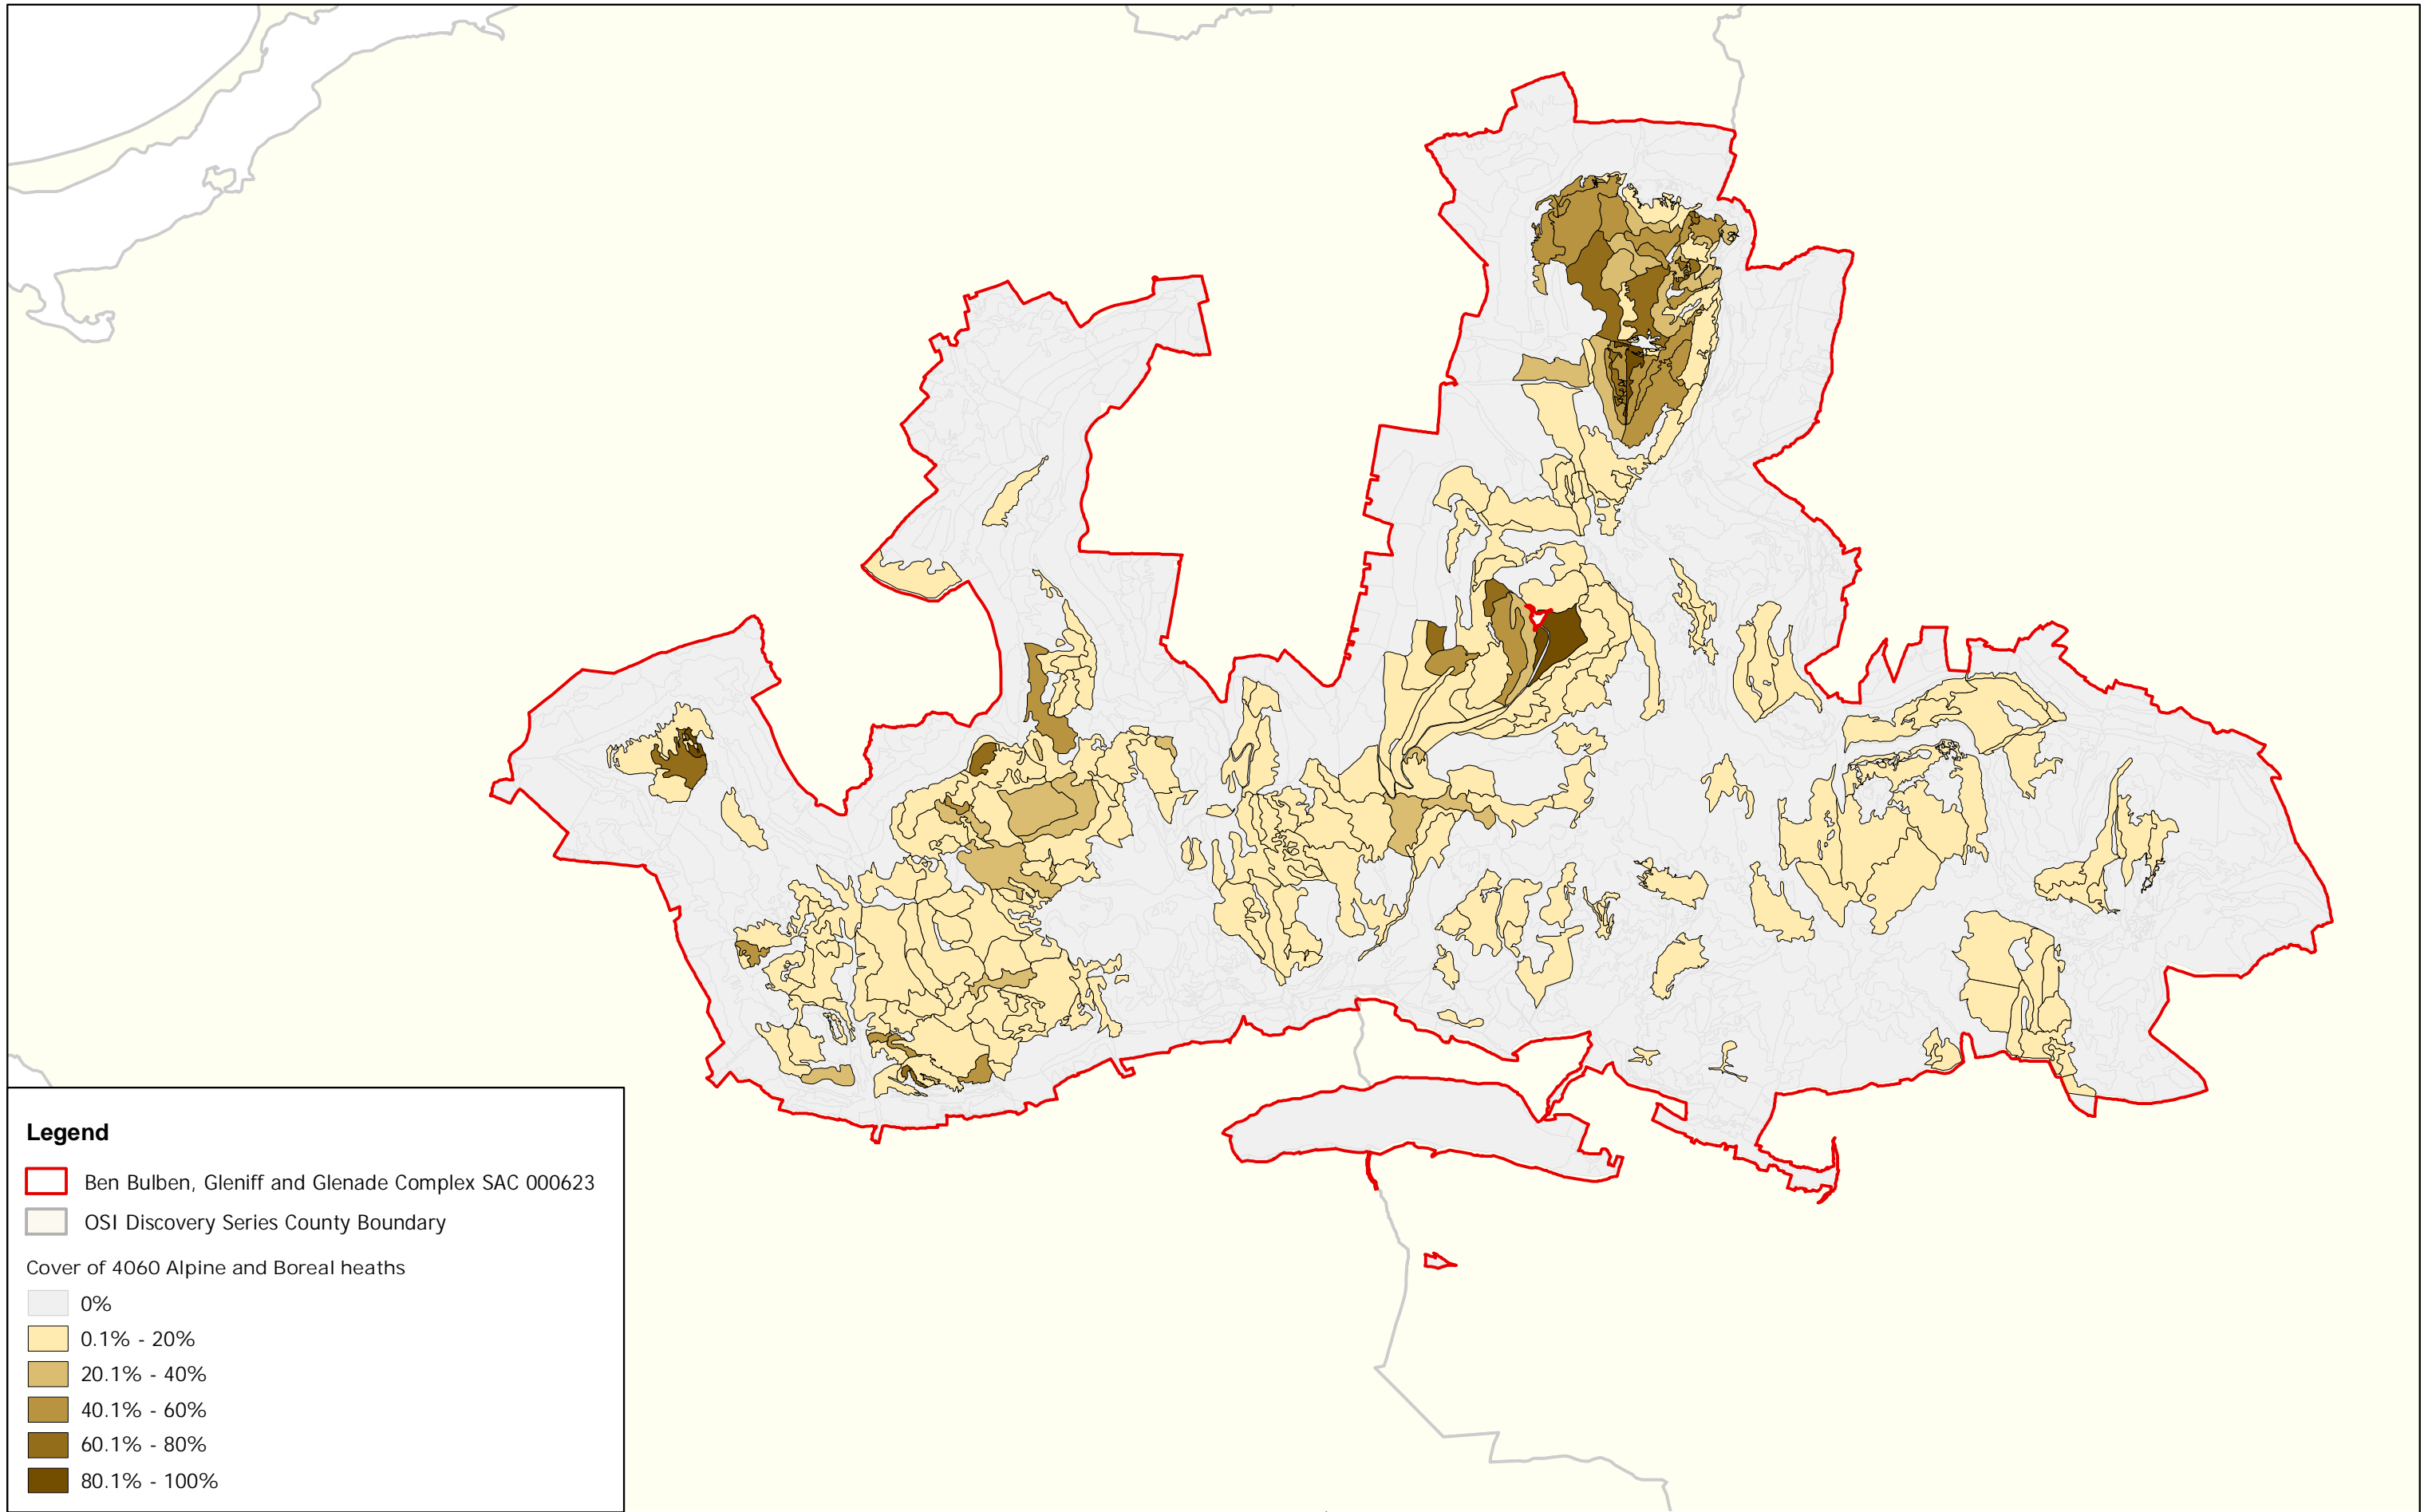 Legend
Ben Bulben, Gleniff and Glenade Complex SAC 000623
OSI Discovery Series County Boundary
Cover of 4060 Alpine and Boreal heaths
0%
0.1% - 20%
20.1% - 40%
40.1% - 60%
60.1% - 80%
80.1% - 100%